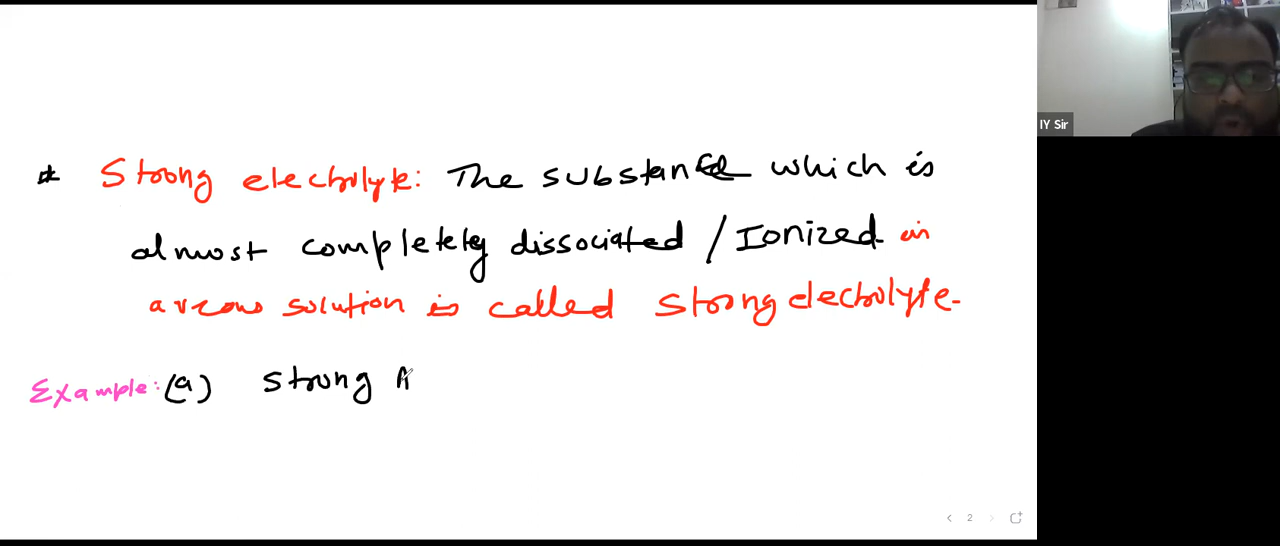 * Strong electrolyte: The substance which is
almost completely dissociated / Ionized in
aqeous solution is called Strong electrolyte.
Example: (a) Strong A
2
IY Sir